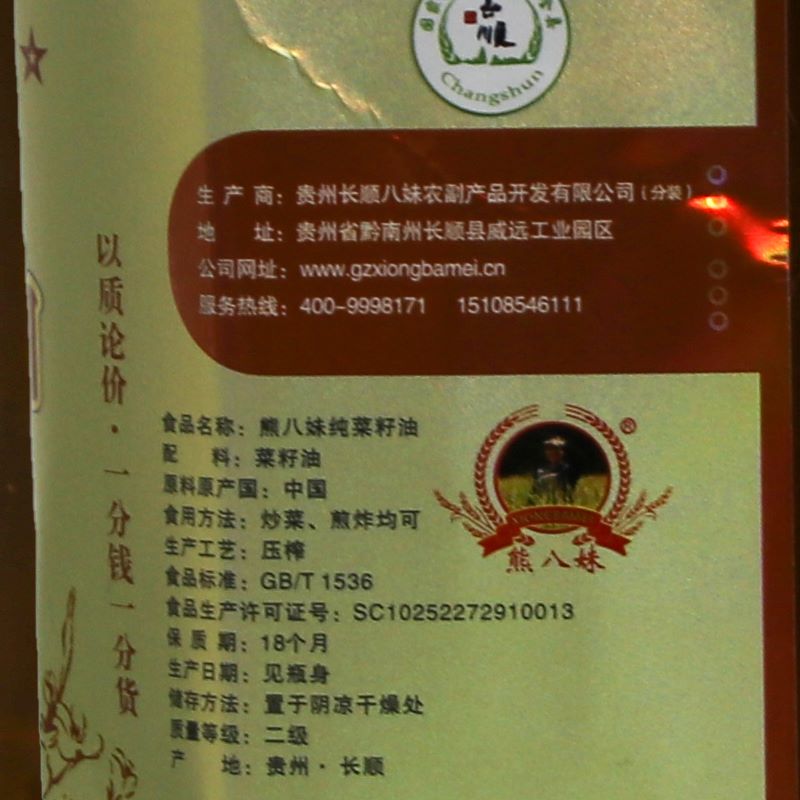 Changshun
生产商：贵州长顺八妹农副产品开发有限公司（分装）
地址：贵州省黔南州长顺县威远工业园区
公司网址：www.gzxiongbamei.cn
服务热线：400-9998171 15108546111
以质论价·一分钱一分货
食品名称：熊八妹纯菜籽油
配料：菜籽油
原料原产国：中国
食用方法：炒菜、煎炸均可
生产工艺：压榨
食品标准：GB/T 1536
食品生产许可证号：SC10252272910013
保质期：18个月
生产日期：见瓶身
储存方法：置于阴凉干燥处
质量等级：二级
产地：贵州·长顺
XIONG BAMEI
®
熊八妹